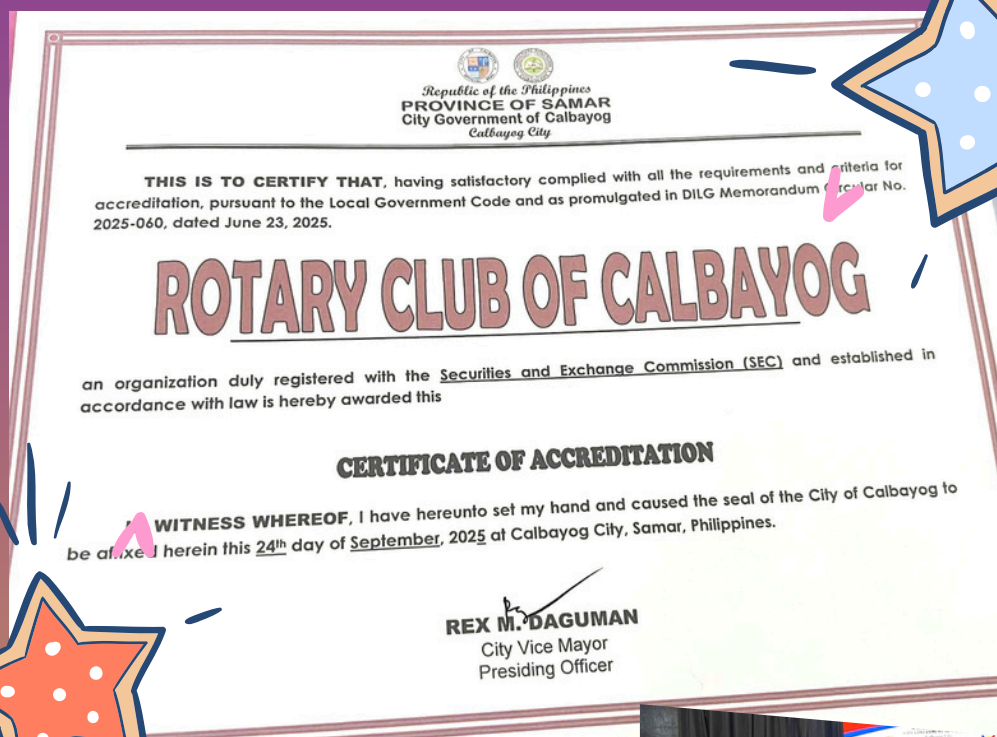 Republic of the Philippines
PROVINCE OF SAMAR
City Government of Calbayog
Calbayog City
THIS IS TO CERTIFY THAT, having satisfactory complied with all the requirements and criteria for
accreditation, pursuant to the Local Government Code and as promulgated in DILG Memorandum Circular No.
2025-060, dated June 23, 2025.
ROTARY CLUB OF CALBAYOG
an organization duly registered with the Securities and Exchange Commission (SEC) and established in
accordance with law is hereby awarded this
CERTIFICATE OF ACCREDITATION
WITNESS WHEREOF, I have hereunto set my hand and caused the seal of the City of Calbayog to
be affixed herein this 24th day of September, 2025 at Calbayog City, Samar, Philippines.
REX M. DAGUMAN
City Vice Mayor
Presiding Officer